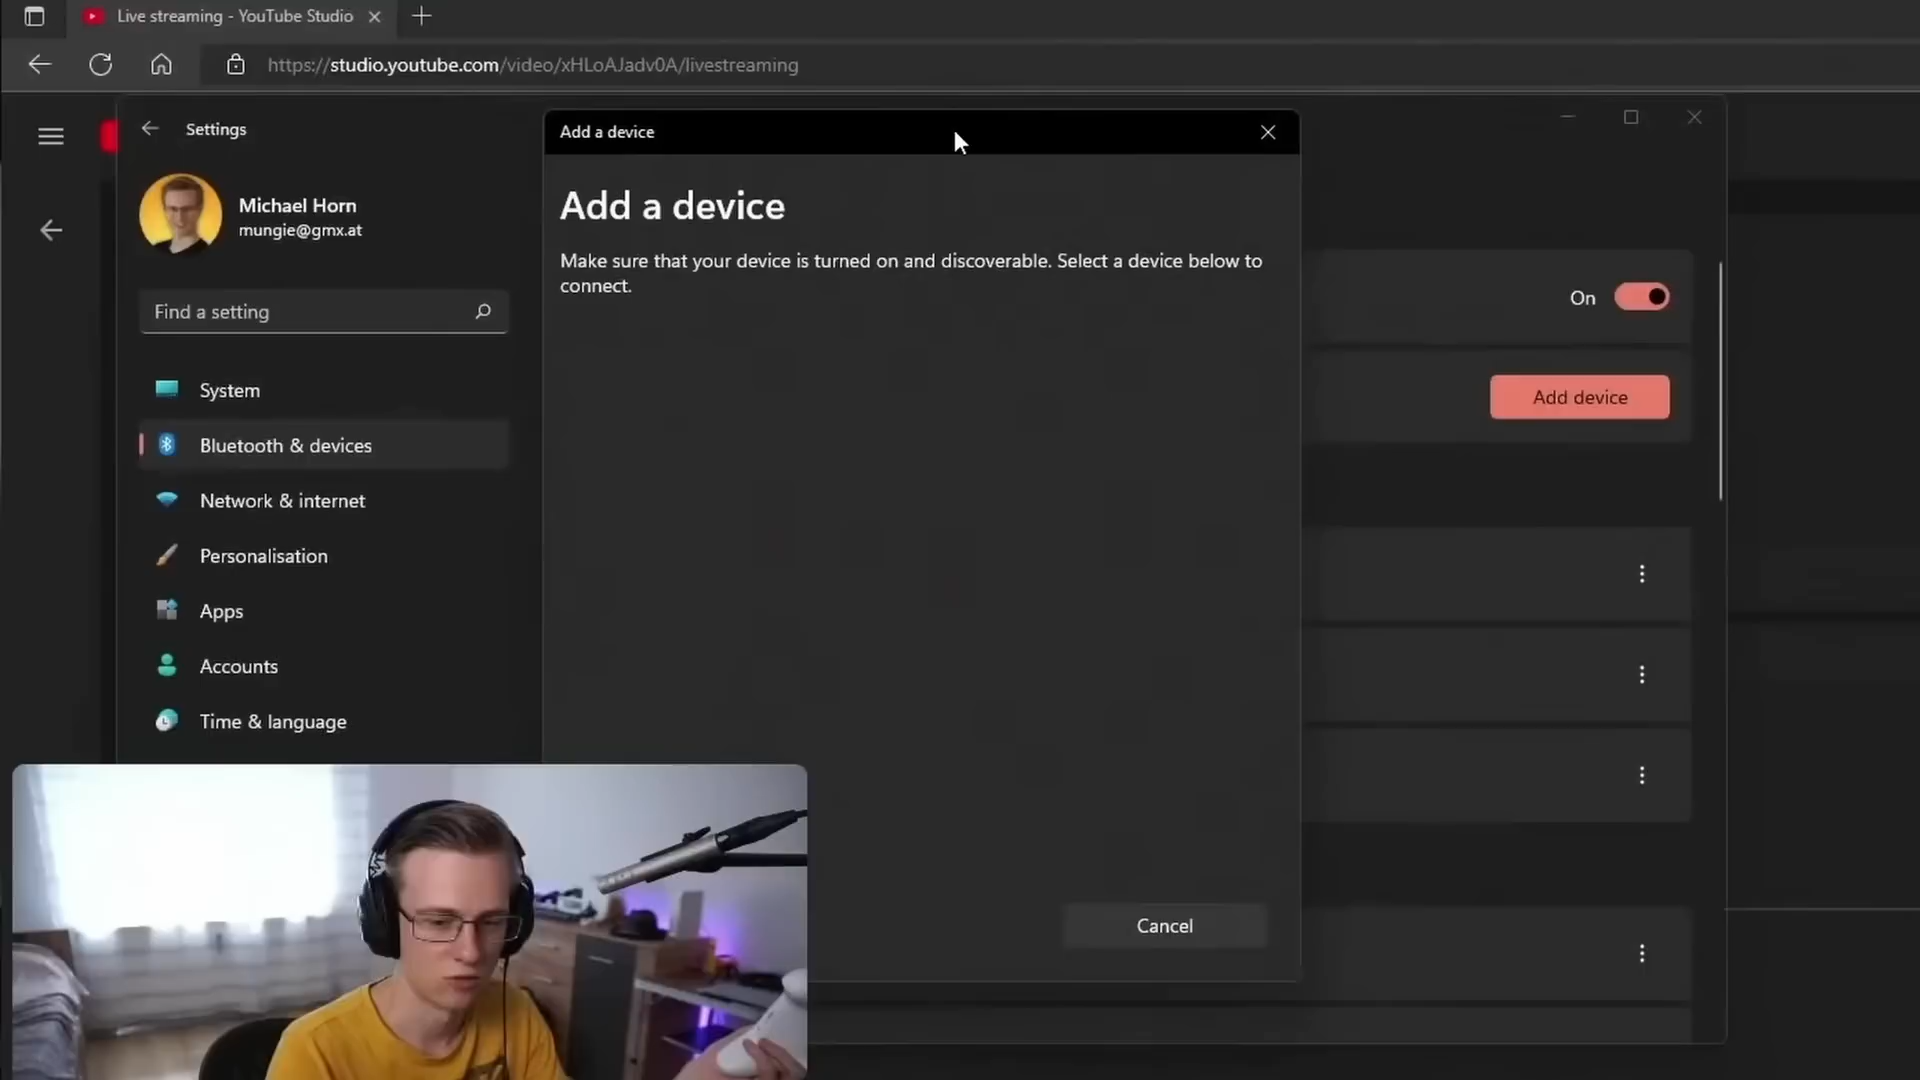 Live streaming - YouTube Studio
https://studio.youtube.com/video/xHLoAJadv0A/livestreaming
Settings
Michael Horn
mungie@gmx.at
Find a setting
System
Bluetooth & devices
Network & internet
Personalisation
Apps
Accounts
Time & language
Add a device
Add a device
Make sure that your device is turned on and discoverable. Select a device below to
connect.
Cancel
On
Add device